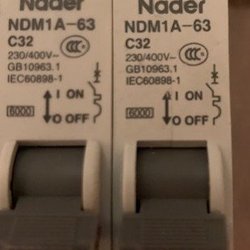 Nader
NDM1A-63
C32
230/400V~
GB10963.1
IEC60898-1
I ON
6000
O OFF
Nader
NDM1A-63
C32
230/400V~
GB10963.1
IEC60898-1
I ON
6000
O OFF